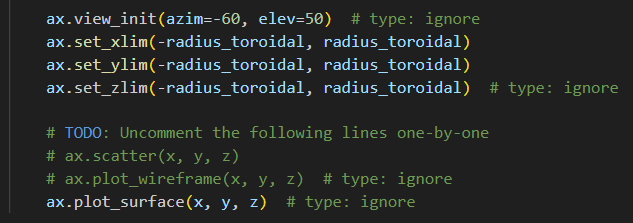 ax.view_init(azim=-60, elev=50)  # type: ignore
ax.set_xlim(-radius_toroidal, radius_toroidal)
ax.set_ylim(-radius_toroidal, radius_toroidal)
ax.set_zlim(-radius_toroidal, radius_toroidal)  # type: ignore
# TODO: Uncomment the following lines one-by-one
# ax.scatter(x, y, z)
# ax.plot_wireframe(x, y, z)  # type: ignore
ax.plot_surface(x, y, z)  # type: ignore